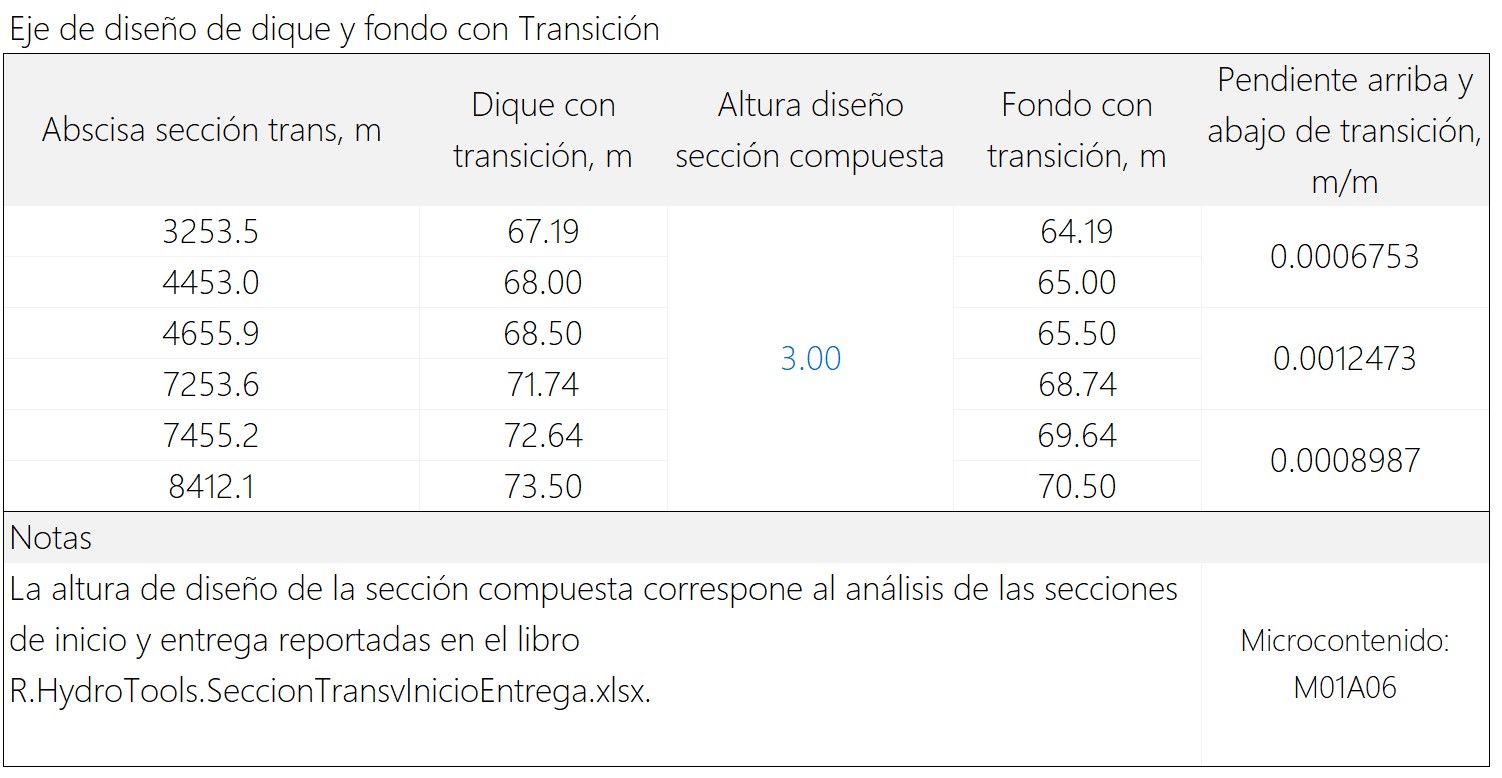 Eje de diseño de dique y fondo con Transición
Abscisa sección trans, m
Dique con
transición, m
Altura diseño
sección compuesta
Fondo con
transición, m
Pendiente arriba y
abajo de transición,
m/m
3253.5 67.19 64.19
0.0006753
4453.0 68.00 65.00
4655.9 68.50 65.50
3.00 0.0012473
7253.6 71.74 68.74
7455.2 72.64 69.64
0.0008987
8412.1 73.50 70.50
Notas
La altura de diseño de la sección compuesta correspone al análisis de las secciones
de inicio y entrega reportadas en el libro
R.HydroTools.SeccionTransvInicioEntrega.xlsx.
Microcontenido:
M01A06